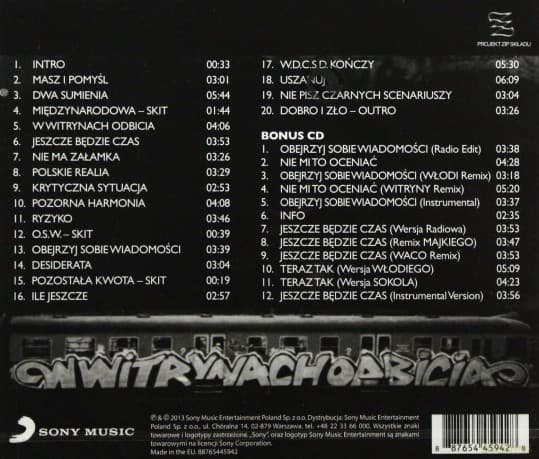 PROJEKT ZIP SKŁADU
1. INTRO 00:33
2. MASZ I POMYŚL 03:01
3. DWA SUMIENIA 05:44
4. MIĘDZYNARODOWA – SKIT 01:44
5. W WITRYNACH ODBICIA 04:06
6. JESZCZE BĘDZIE CZAS 03:53
7. NIE MA ZAŁAMKA 03:26
8. POLSKIE REALIA 03:29
9. KRYTYCZNA SYTUACJA 02:53
10. POZORNA HARMONIA 04:08
11. RYZYKO 03:46
12. O.S.W. – SKIT 00:39
13. OBEJRZYJ SOBIE WIADOMOŚCI 03:39
14. DESIDERATA 03:04
15. POZOSTAŁA KWOTA – SKIT 00:19
16. ILE JESZCZE 02:57
17. W.D.C.S D. KOŃCZY 05:30
18. USZANUJ 06:09
19. NIE PISZ CZARNYCH SCENARIUSZY 03:04
20. DOBRO I ZŁO – OUTRO 03:26
BONUS CD
1. OBEJRZYJ SOBIE WIADOMOŚCI (Radio Edit) 03:38
2. NIE MI TO OCENIAĆ 04:28
3. OBEJRZYJ SOBIE WIADOMOŚCI (WŁODI Remix) 03:18
4. NIE MI TO OCENIAĆ (WITRYNY Remix) 05:20
5. OBEJRZYJ SOBIE WIADOMOŚCI (Instrumental) 03:37
6. INFO 02:35
7. JESZCZE BĘDZIE CZAS (Wersja Radiowa) 03:53
8. JESZCZE BĘDZIE CZAS (Remix MAJKIEGO) 03:47
9. JESZCZE BĘDZIE CZAS (WACO Remix) 03:53
10. TERAZ TAK (Wersja WŁODIEGO) 05:09
11. TERAZ TAK (Wersja SOKOŁA) 04:23
12. JESZCZE BĘDZIE CZAS (Instrumental Version) 03:56
W WITRYNACH ODBICIA
SONY MUSIC
℗ & © 2013 Sony Music Entertainment Poland Sp. z o.o. Dystrybucja: Sony Music Entertainment
Poland Sp. z o.o., ul. Chóralna 14, 02-879 Warszawa, tel. +48 22 33 66 000. Wszystkie znaki
towarowe i logotypy zastrzeżone. „Sony”, oraz logotyp Sony Music Entertainment są znakami
towarowymi na licencji Sony Corporation.
Made in the EU. 88765445942
8 87654 45942 8